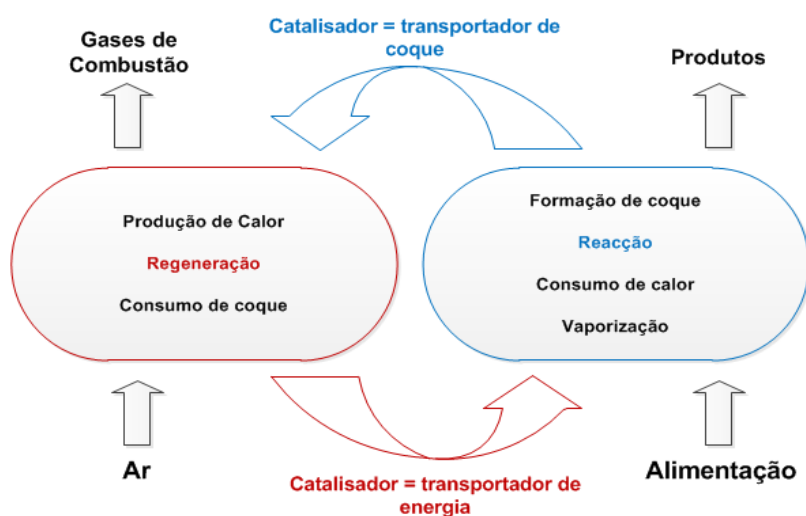 Catalisador = transportador de
coque
Gases de
Combustão
Produtos
Produção de Calor
Regeneração
Consumo de coque
Formação de coque
Reacção
Consumo de calor
Vaporização
Ar
Alimentação
Catalisador = transportador de
energia